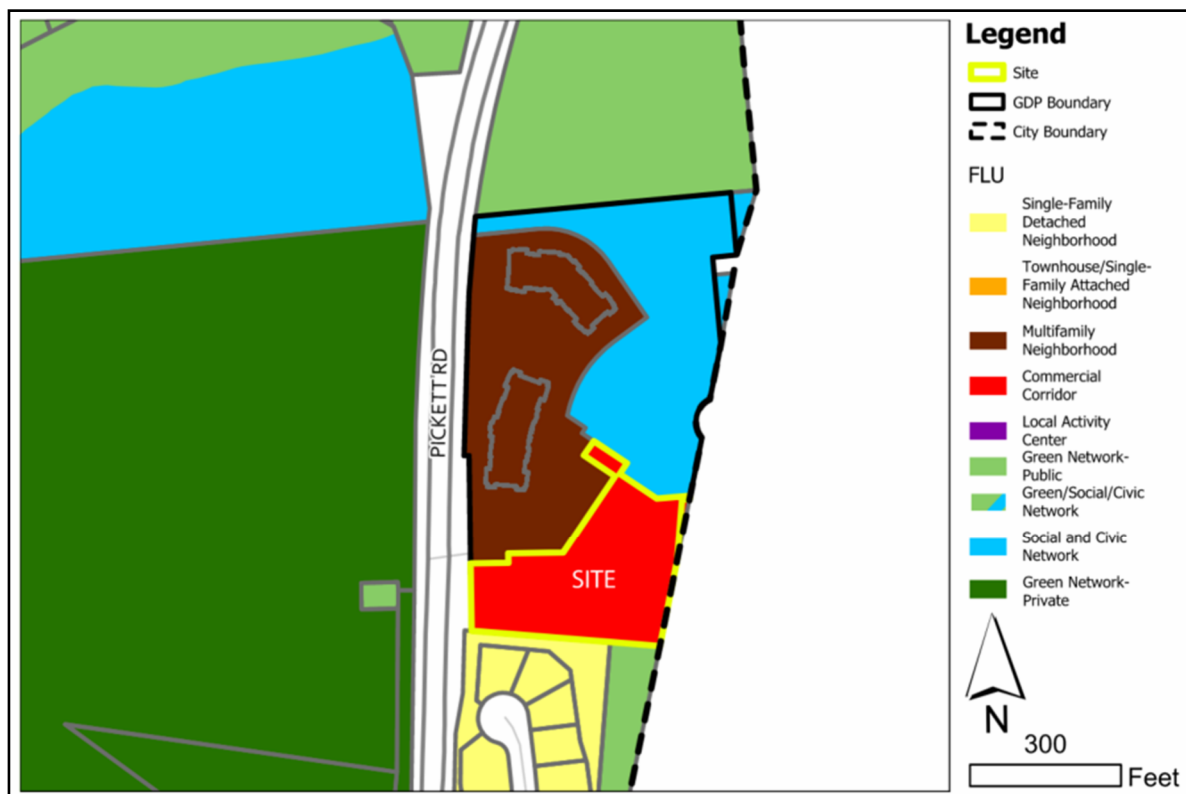 PICKETT RD
SITE
Legend
Site
GDP Boundary
City Boundary
FLU
Single-Family
Detached
Neighborhood
Townhouse/Single-
Family Attached
Neighborhood
Multifamily
Neighborhood
Commercial
Corridor
Local Activity
Center
Green Network-
Public
Green/Social/Civic
Network
Social and Civic
Network
Green Network-
Private
N
300
Feet